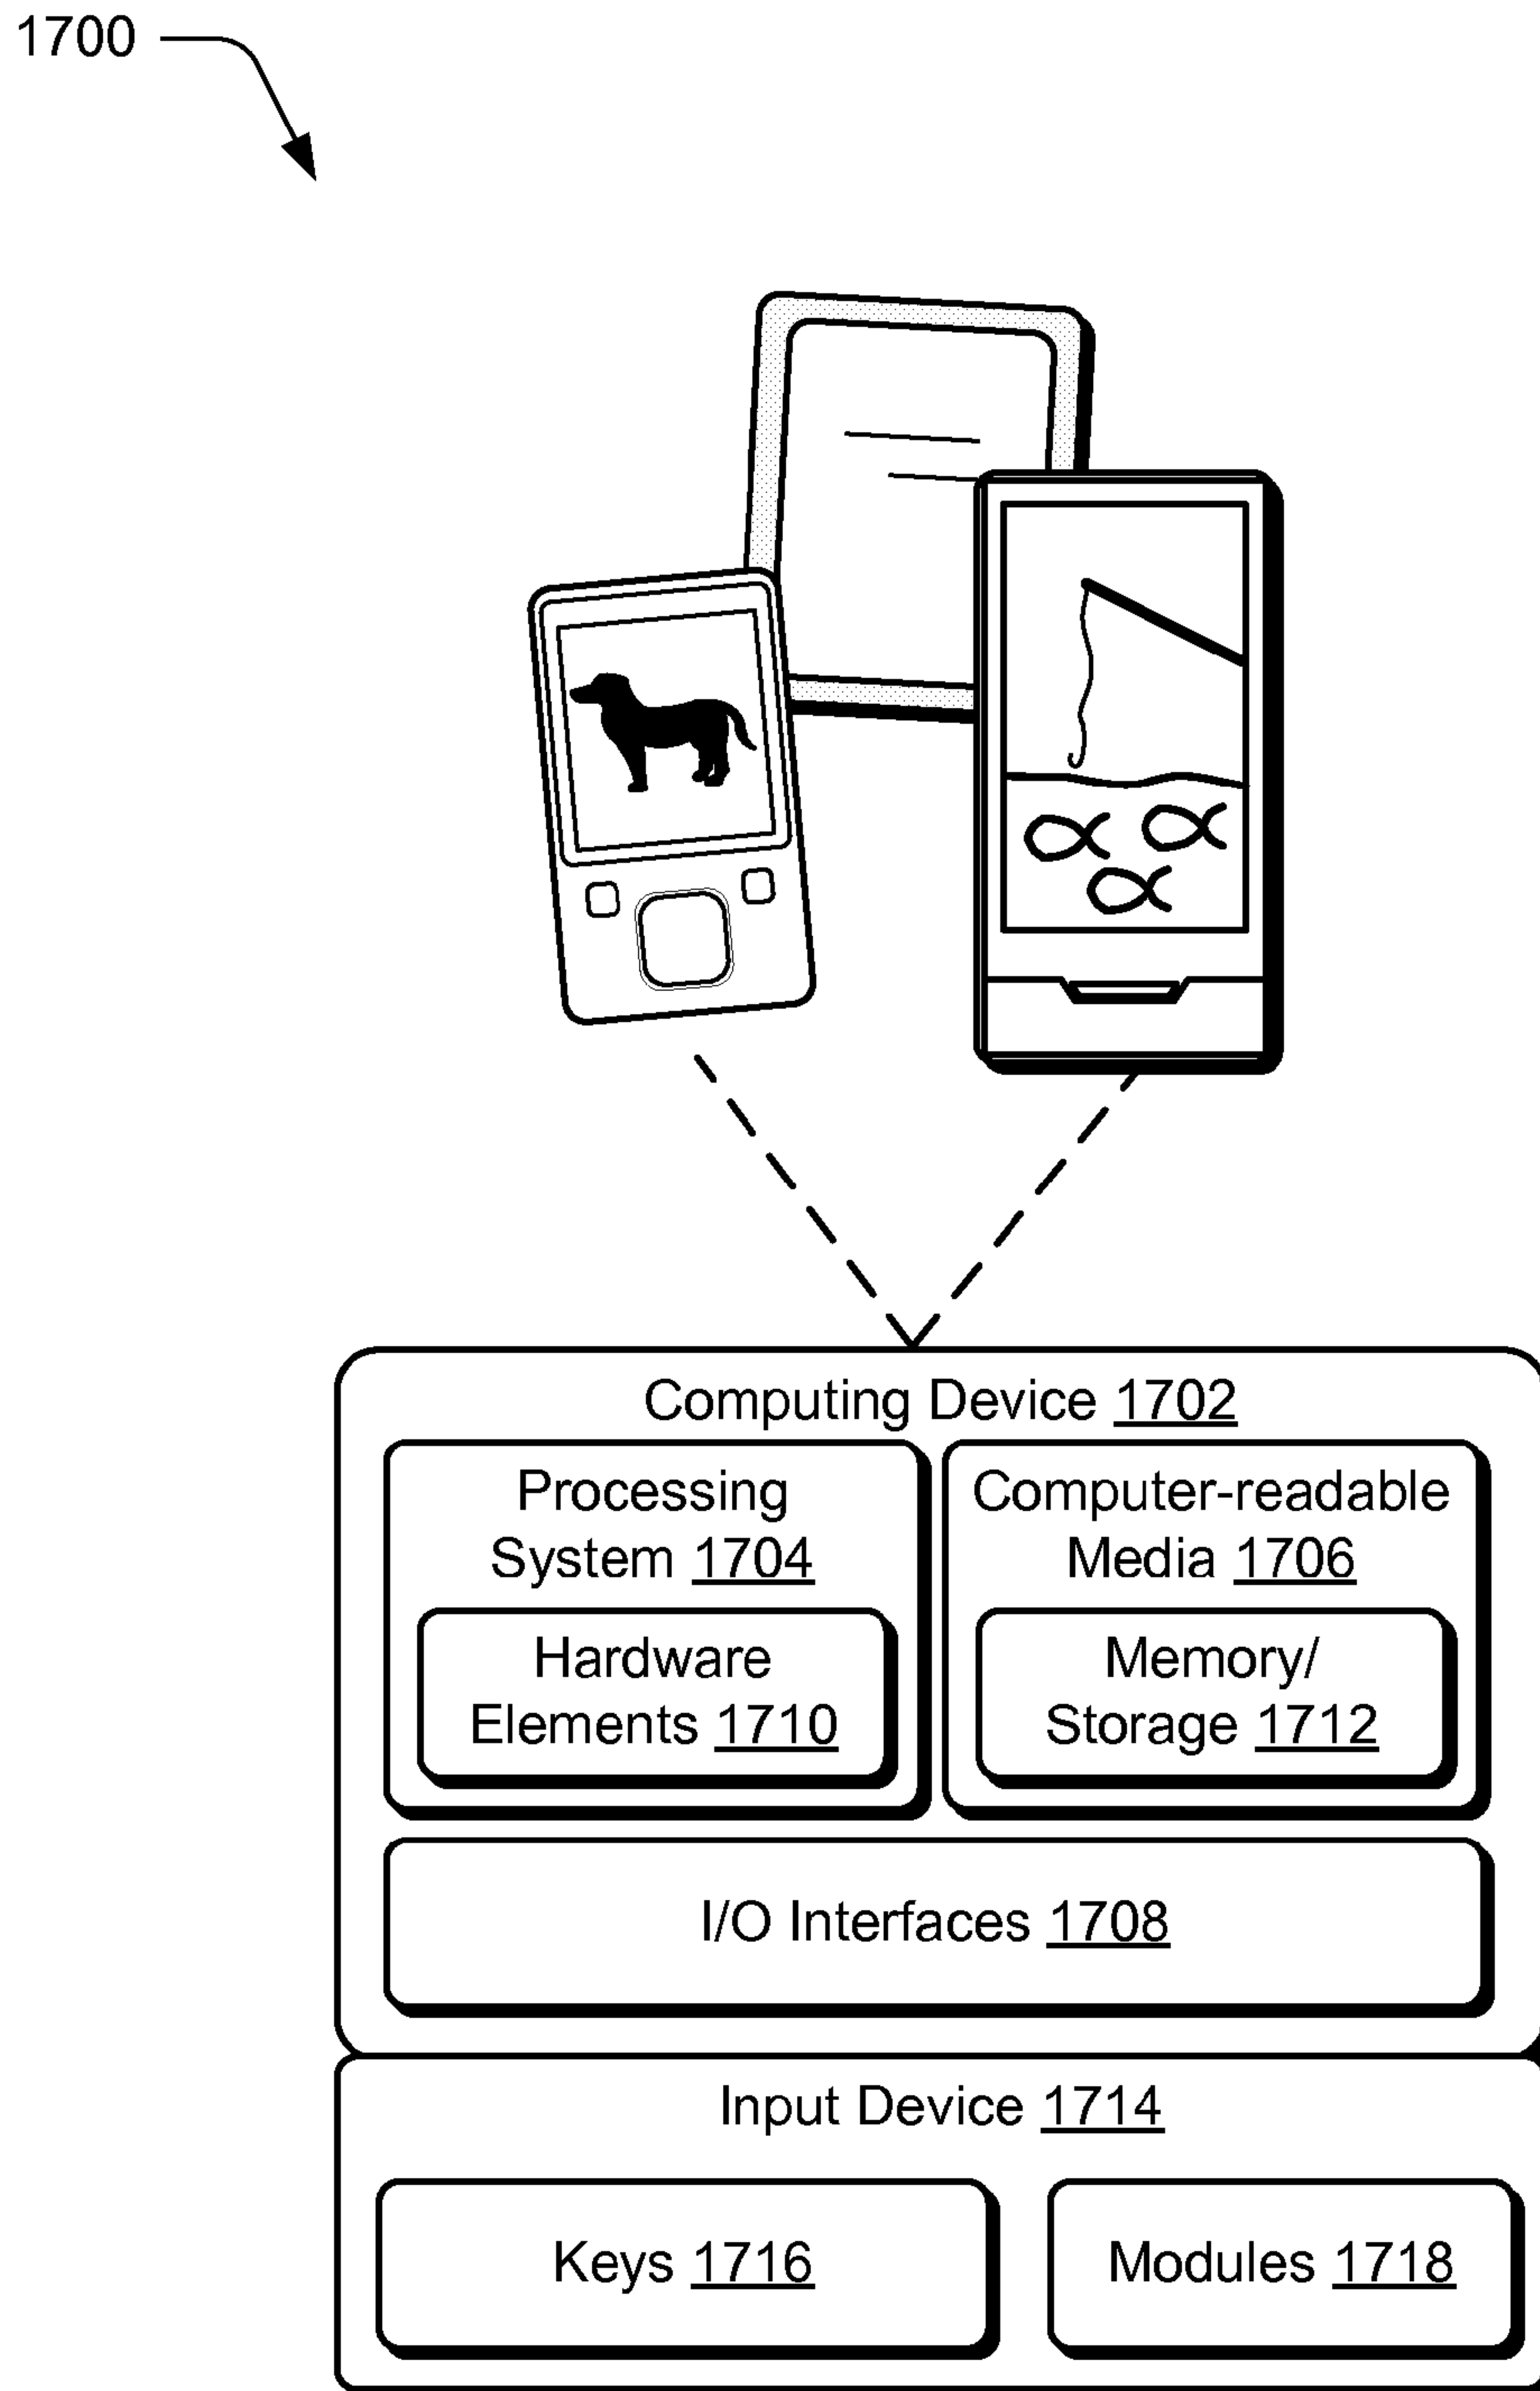 1700
Computing Device 1702
Processing
System 1704
Computer-readable
Media 1706
Hardware
Elements 1710
Memory/
Storage 1712
I/O Interfaces 1708
Input Device 1714
Keys 1716
Modules 1718